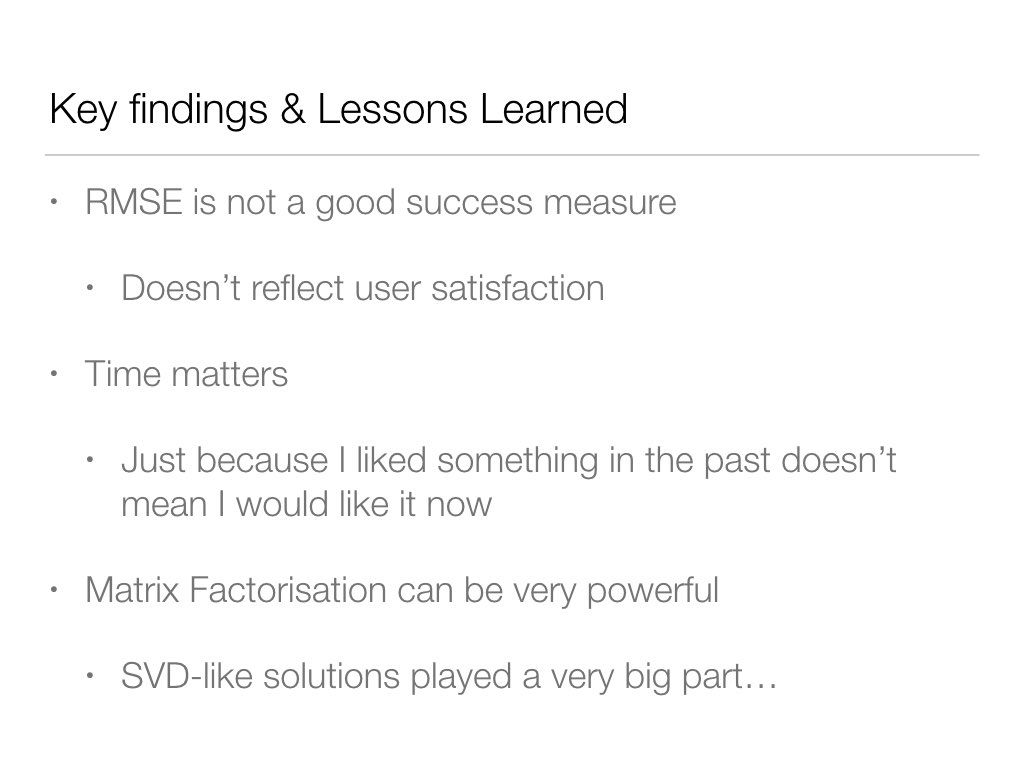 Key findings & Lessons Learned
• RMSE is not a good success measure
• Doesn’t reflect user satisfaction
• Time matters
• Just because I liked something in the past doesn’t
mean I would like it now
• Matrix Factorisation can be very powerful
• SVD-like solutions played a very big part…